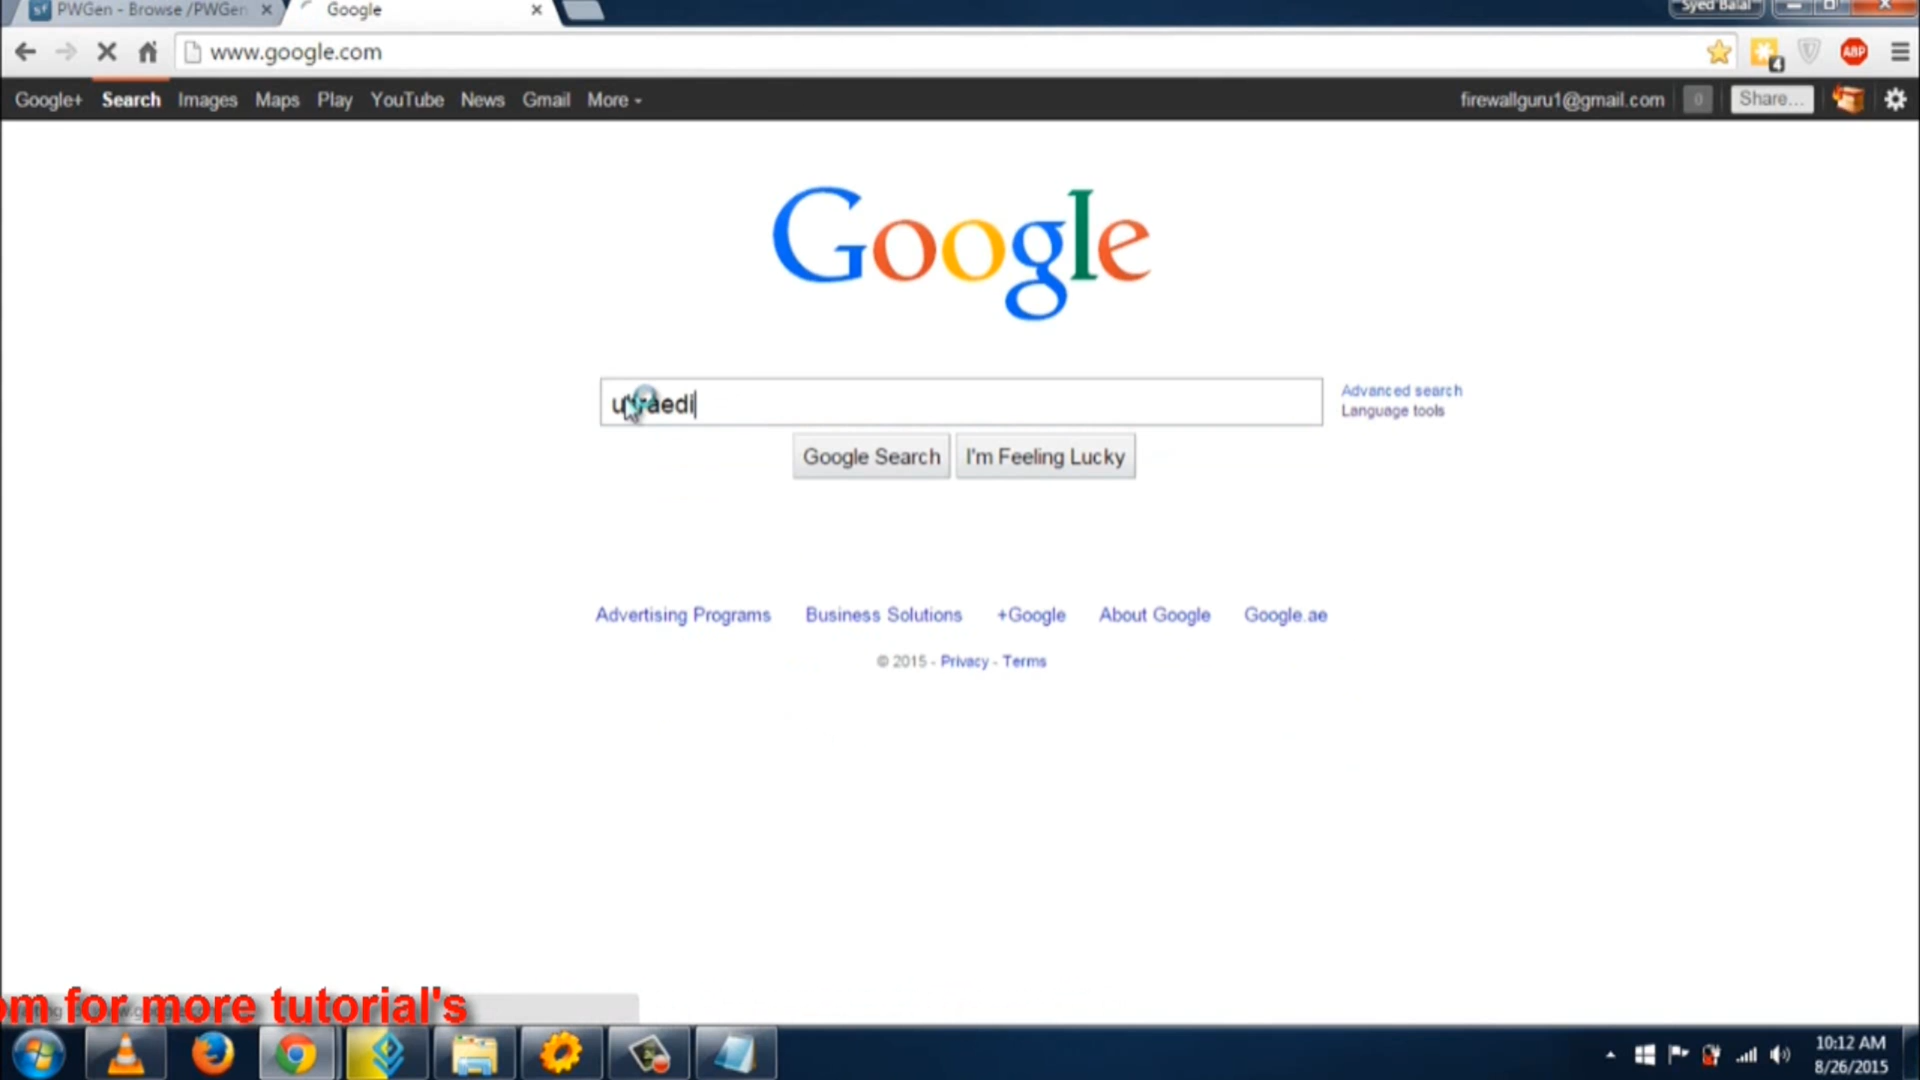 PWGen - Browse /PWGen
Google
Syed Balal
www.google.com
4
ABP
Google+ Search Images Maps Play YouTube News Gmail More
firewallguru1@gmail.com 0 Share...
Google
Advanced search
Language tools
Google Search I'm Feeling Lucky
Advertising Programs Business Solutions +Google About Google Google.ae
© 2015 - Privacy - Terms
om for more tutorial's
10:12 AM
8/26/2015